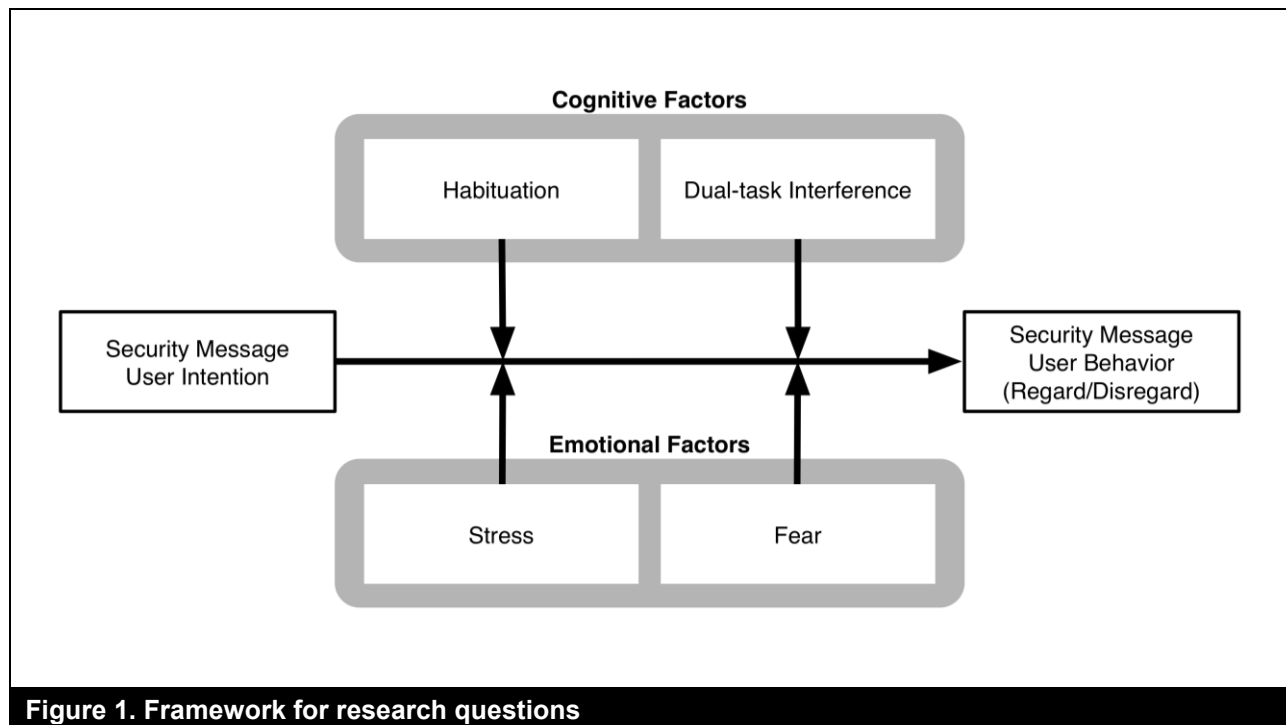 Cognitive Factors
Habituation
Dual-task Interference
Security Message
User Intention
Security Message
User Behavior
(Regard/Disregard)
Emotional Factors
Stress
Fear
Figure 1. Framework for research questions